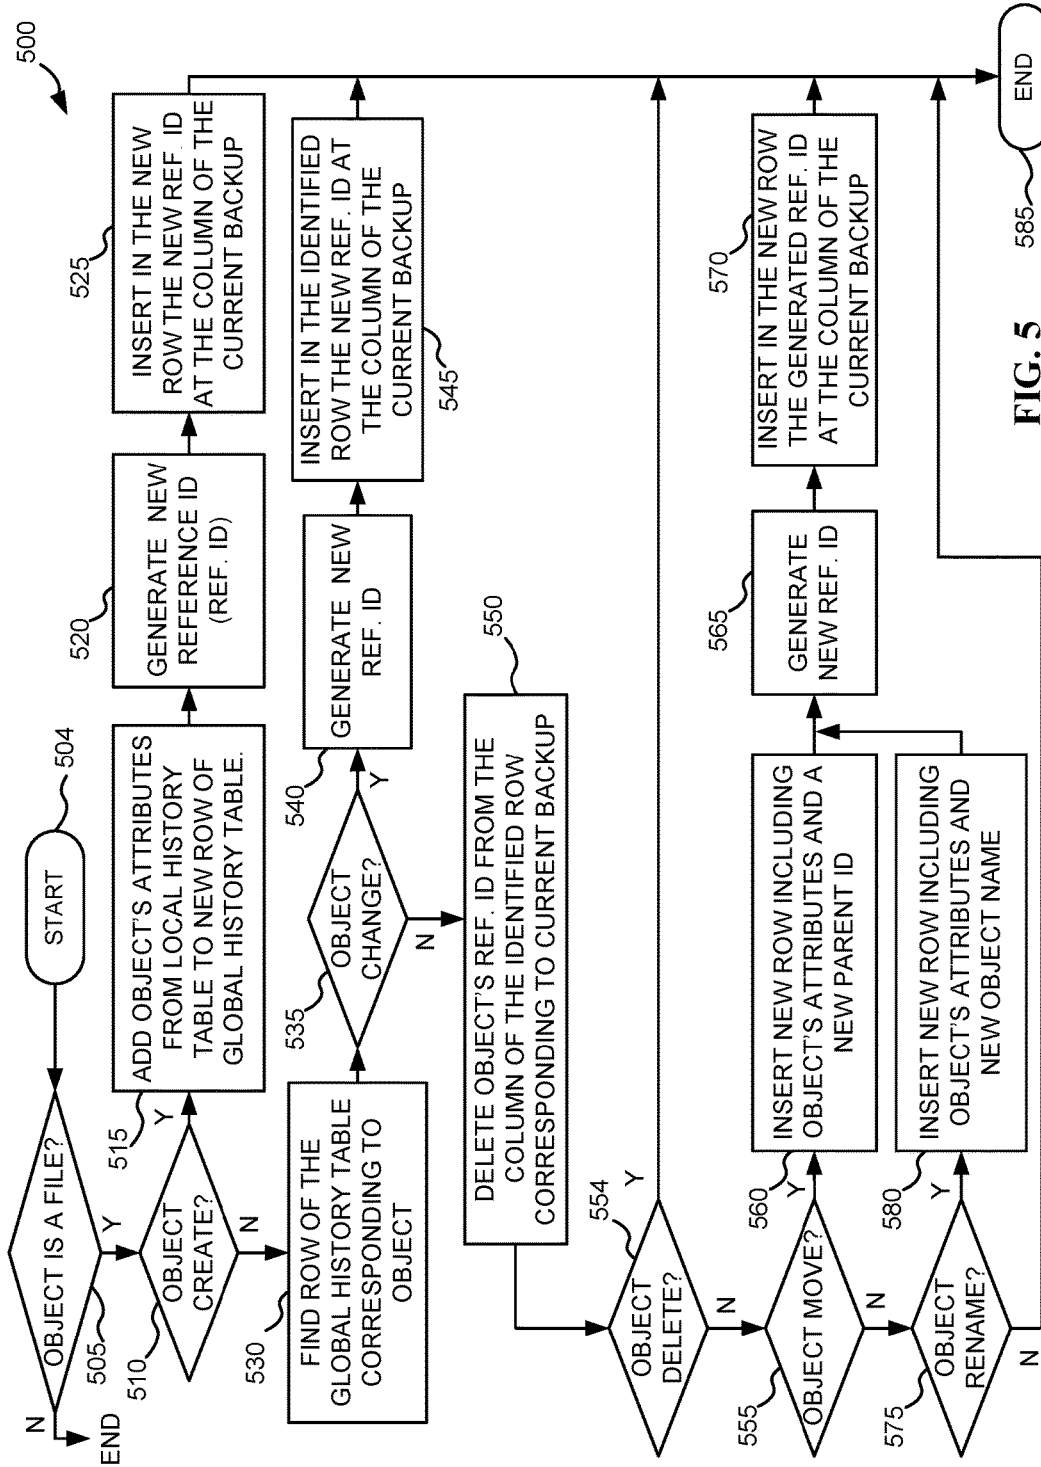 500
START
504
OBJECT IS A FILE?
505
N
END
Y
OBJECT
CREATE?
510
Y
ADD OBJECT'S ATTRIBUTES
FROM LOCAL HISTORY
TABLE TO NEW ROW OF
GLOBAL HISTORY TABLE.
515
GENERATE NEW
REFERENCE ID
(REF. ID)
520
INSERT IN THE NEW
ROW THE NEW REF. ID
AT THE COLUMN OF THE
CURRENT BACKUP
525
N
FIND ROW OF THE
GLOBAL HISTORY TABLE
CORRESPONDING TO
OBJECT
530
OBJECT
CHANGE?
535
Y
GENERATE NEW
REF. ID
540
INSERT IN THE IDENTIFIED
ROW THE NEW REF. ID AT
THE COLUMN OF THE
CURRENT BACKUP
545
N
DELETE OBJECT'S REF. ID FROM THE
COLUMN OF THE IDENTIFIED ROW
CORRESPONDING TO CURRENT BACKUP
550
OBJECT
DELETE?
554
Y
N
OBJECT MOVE?
555
Y
INSERT NEW ROW INCLUDING
OBJECT'S ATTRIBUTES AND A
NEW PARENT ID
560
GENERATE
NEW REF. ID
565
INSERT IN THE NEW ROW
THE GENERATED REF. ID
AT THE COLUMN OF THE
CURRENT BACKUP
570
N
OBJECT
RENAME?
575
Y
INSERT NEW ROW INCLUDING
OBJECT'S ATTRIBUTES AND
NEW OBJECT NAME
580
N
END
585
FIG. 5